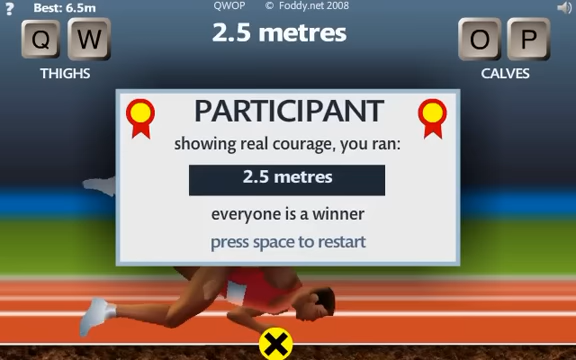 ? Best: 6.5m QWOP © Foddy.net 2008
Q W 2.5 metres O P
THIGHS CALVES
PARTICIPANT
showing real courage, you ran:
2.5 metres
everyone is a winner
press space to restart